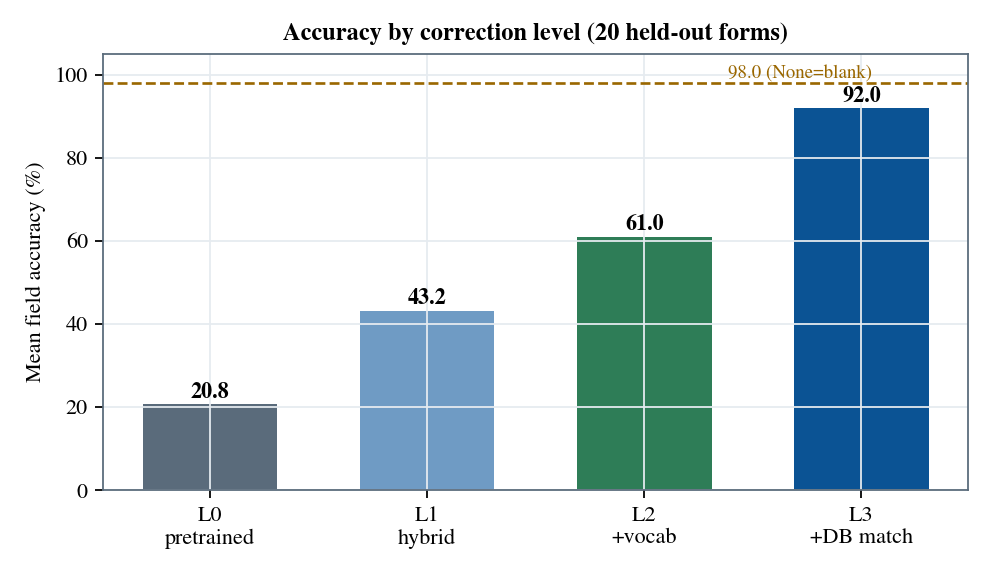 Accuracy by correction level (20 held-out forms)
Mean field accuracy (%)
100
80
60
40
20
0
98.0 (None=blank)
20.8
43.2
61.0
92.0
L0
pretrained
L1
hybrid
L2
+vocab
L3
+DB match